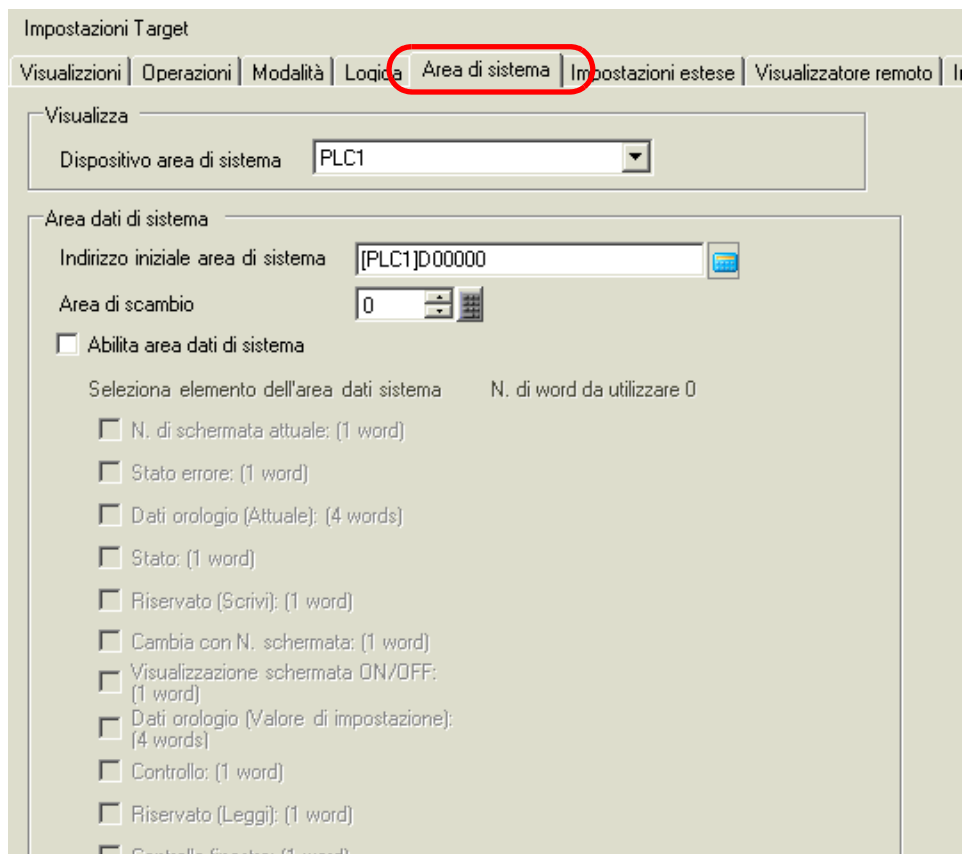 Impostazioni Target
Visualizzioni Operazioni Modalità Logica Area di sistema Impostazioni estese Visualizzatore remoto
Visualizza
Dispositivo area di sistema PLC1
Area dati di sistema
Indirizzo iniziale area di sistema [PLC1]D00000
Area di scambio 0
Abilita area dati di sistema
Seleziona elemento dell'area dati sistema N. di word da utilizzare 0
N. di schermata attuale: (1 word)
Stato errore: (1 word)
Dati orologio (Attuale): (4 words)
Stato: (1 word)
Riservato (Scrivi): (1 word)
Cambia con N. schermata: (1 word)
Visualizzazione schermata ON/OFF:
(1 word)
Dati orologio (Valore di impostazione):
(4 words)
Controllo: (1 word)
Riservato (Leggi): (1 word)